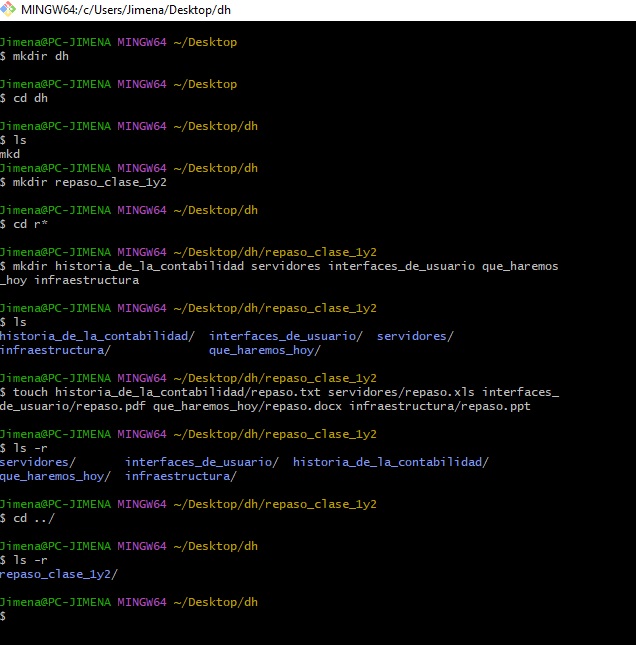 MINGW64:/c/Users/Jimena/Desktop/dh
Jimena@PC-JIMENA MINGW64 ~/Desktop
$ mkdir dh
Jimena@PC-JIMENA MINGW64 ~/Desktop
$ cd dh
Jimena@PC-JIMENA MINGW64 ~/Desktop/dh
$ ls
mkd
Jimena@PC-JIMENA MINGW64 ~/Desktop/dh
$ mkdir repaso_clase_1y2
Jimena@PC-JIMENA MINGW64 ~/Desktop/dh
$ cd r*
Jimena@PC-JIMENA MINGW64 ~/Desktop/dh/repaso_clase_1y2
$ mkdir historia_de_la_contabilidad servidores interfaces_de_usuario que_haremos
_hoy infraestructura
Jimena@PC-JIMENA MINGW64 ~/Desktop/dh/repaso_clase_1y2
$ ls
historia_de_la_contabilidad/  interfaces_de_usuario/  servidores/
infraestructura/              que_haremos_hoy/
Jimena@PC-JIMENA MINGW64 ~/Desktop/dh/repaso_clase_1y2
$ touch historia_de_la_contabilidad/repaso.txt servidores/repaso.xls interfaces_
de_usuario/repaso.pdf que_haremos_hoy/repaso.docx infraestructura/repaso.ppt
Jimena@PC-JIMENA MINGW64 ~/Desktop/dh/repaso_clase_1y2
$ ls -r
servidores/       interfaces_de_usuario/  historia_de_la_contabilidad/
que_haremos_hoy/  infraestructura/
Jimena@PC-JIMENA MINGW64 ~/Desktop/dh/repaso_clase_1y2
$ cd ../
Jimena@PC-JIMENA MINGW64 ~/Desktop/dh
$ ls -r
repaso_clase_1y2/
Jimena@PC-JIMENA MINGW64 ~/Desktop/dh
$